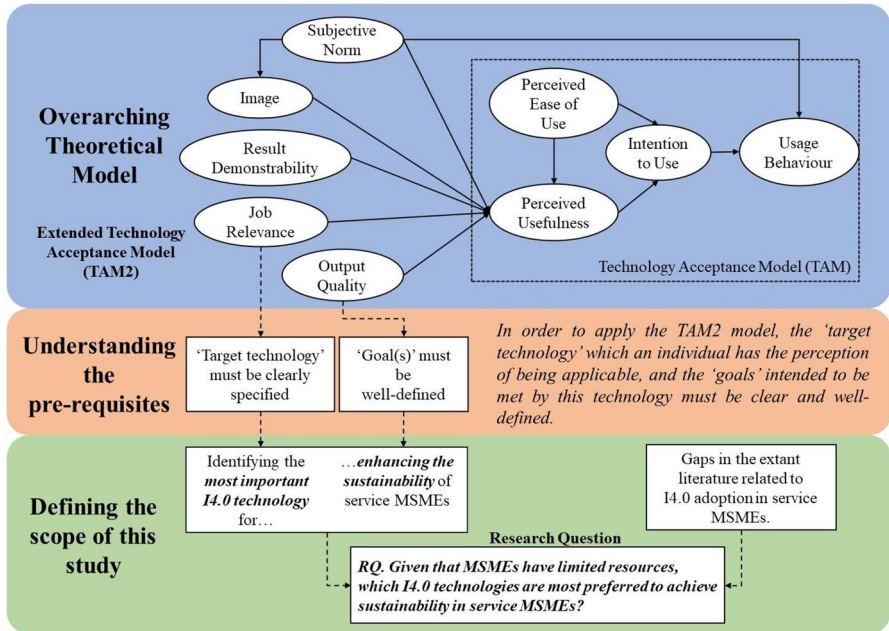 Overarching
Theoretical
Model
Extended Technology
Acceptance Model
(TAM2)
Subjective
Norm
Image
Result
Demonstrability
Job
Relevance
Output
Quality
Perceived
Ease of
Use
Perceived
Usefulness
Intention
to Use
Usage
Behaviour
Technology Acceptance Model (TAM)
Understanding
the
pre-requisites
‘Target technology’
must be clearly
specified
‘Goal(s)’ must
be
well-defined
In order to apply the TAM2 model, the ‘target
technology’ which an individual has the perception
of being applicable, and the ‘goals’ intended to be
met by this technology must be clear and well-
defined.
Defining the
scope of this
study
Identifying the
most important
I4.0 technology
for…
…enhancing the
sustainability of
service MSMEs
Gaps in the extant
literature related to
I4.0 adoption in service
MSMEs.
Research Question
RQ. Given that MSMEs have limited resources,
which I4.0 technologies are most preferred to achieve
sustainability in service MSMEs?